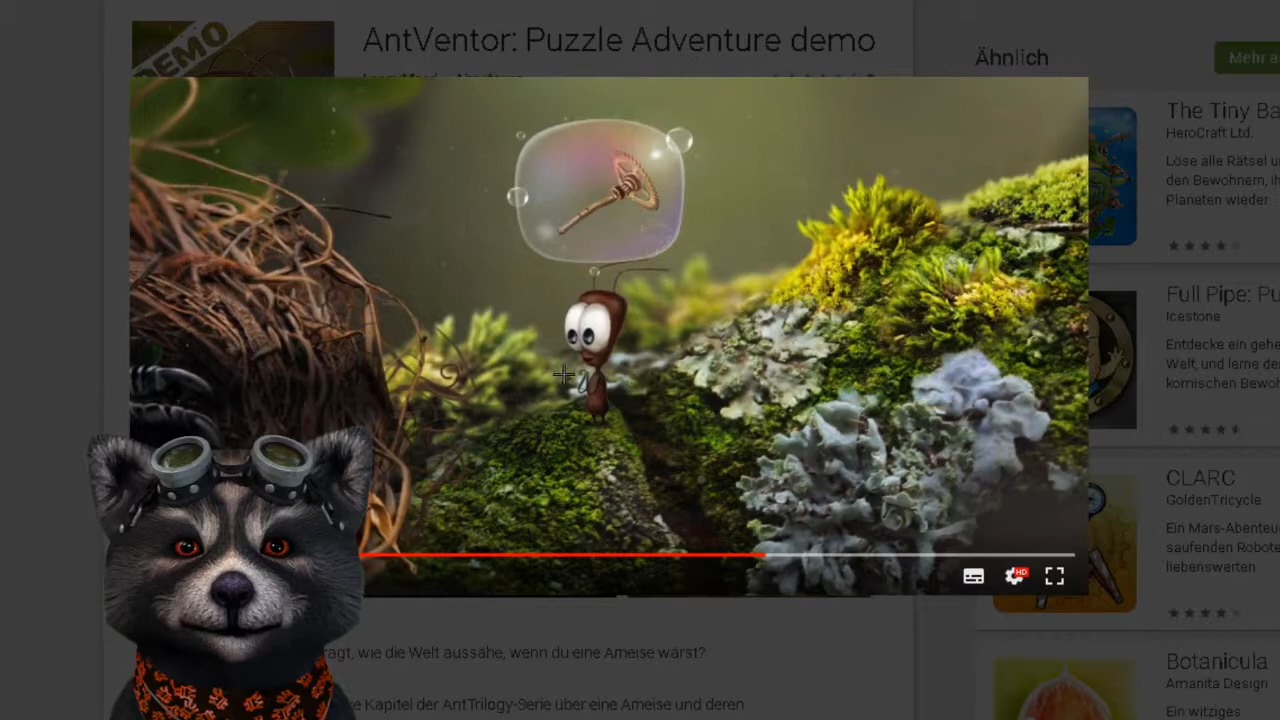 DEMO
AntVentor: Puzzle Adventure demo
Ähnlich
Mehr a
The Tiny Ba
HeroCraft Ltd.
Löse alle Rätsel u
den Bewohnern, ih
Planeten wieder
Full Pipe: Pu
Icestone
Entdecke ein gehe
Welt, und lerne de
komischen Bewoh
CLARC
GoldenTricycle
Ein Mars-Abenteu
saufenden Robote
liebenswerten
Botanicula
Amanita Design
Ein witziges
HD
ragt, wie die Welt aussähe, wenn du eine Ameise wärst?
te Kapitel der AntTrilogy-Serie über eine Ameise und deren